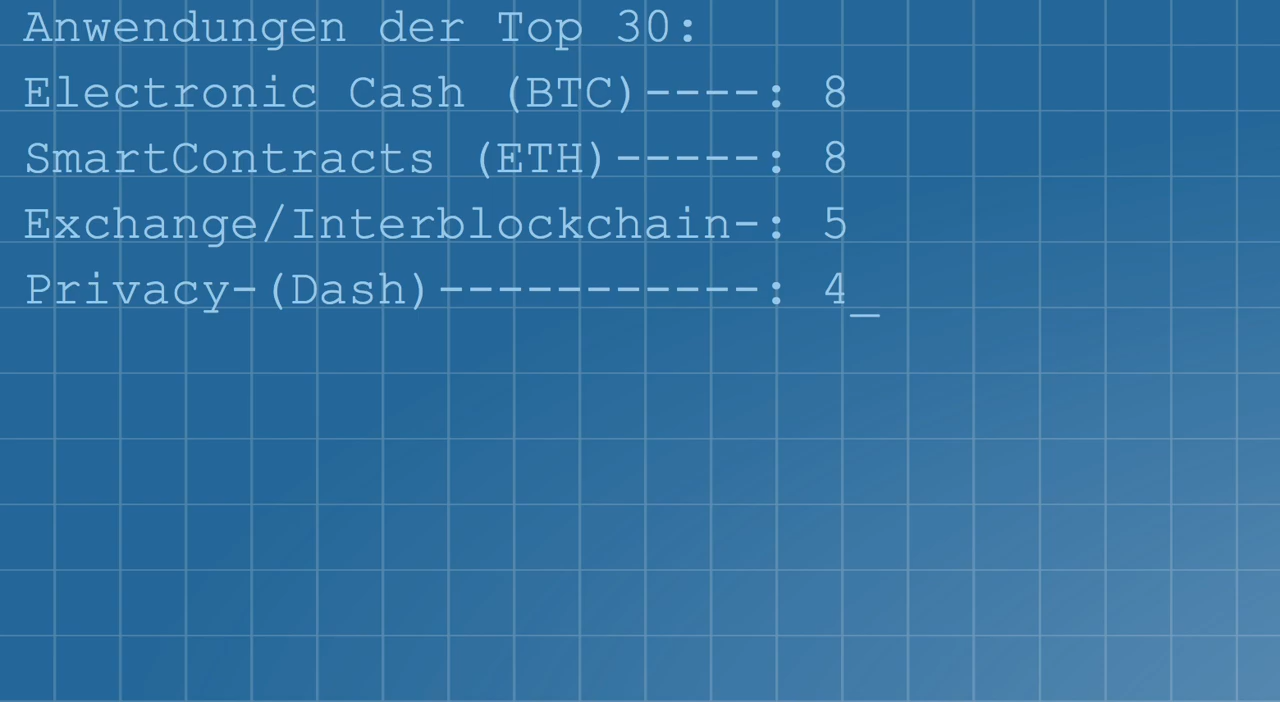 Anwendungen der Top 30:
Electronic Cash (BTC)----: 8
SmartContracts (ETH)-----: 8
Exchange/Interblockchain-: 5
Privacy-(Dash)-----------: 4_